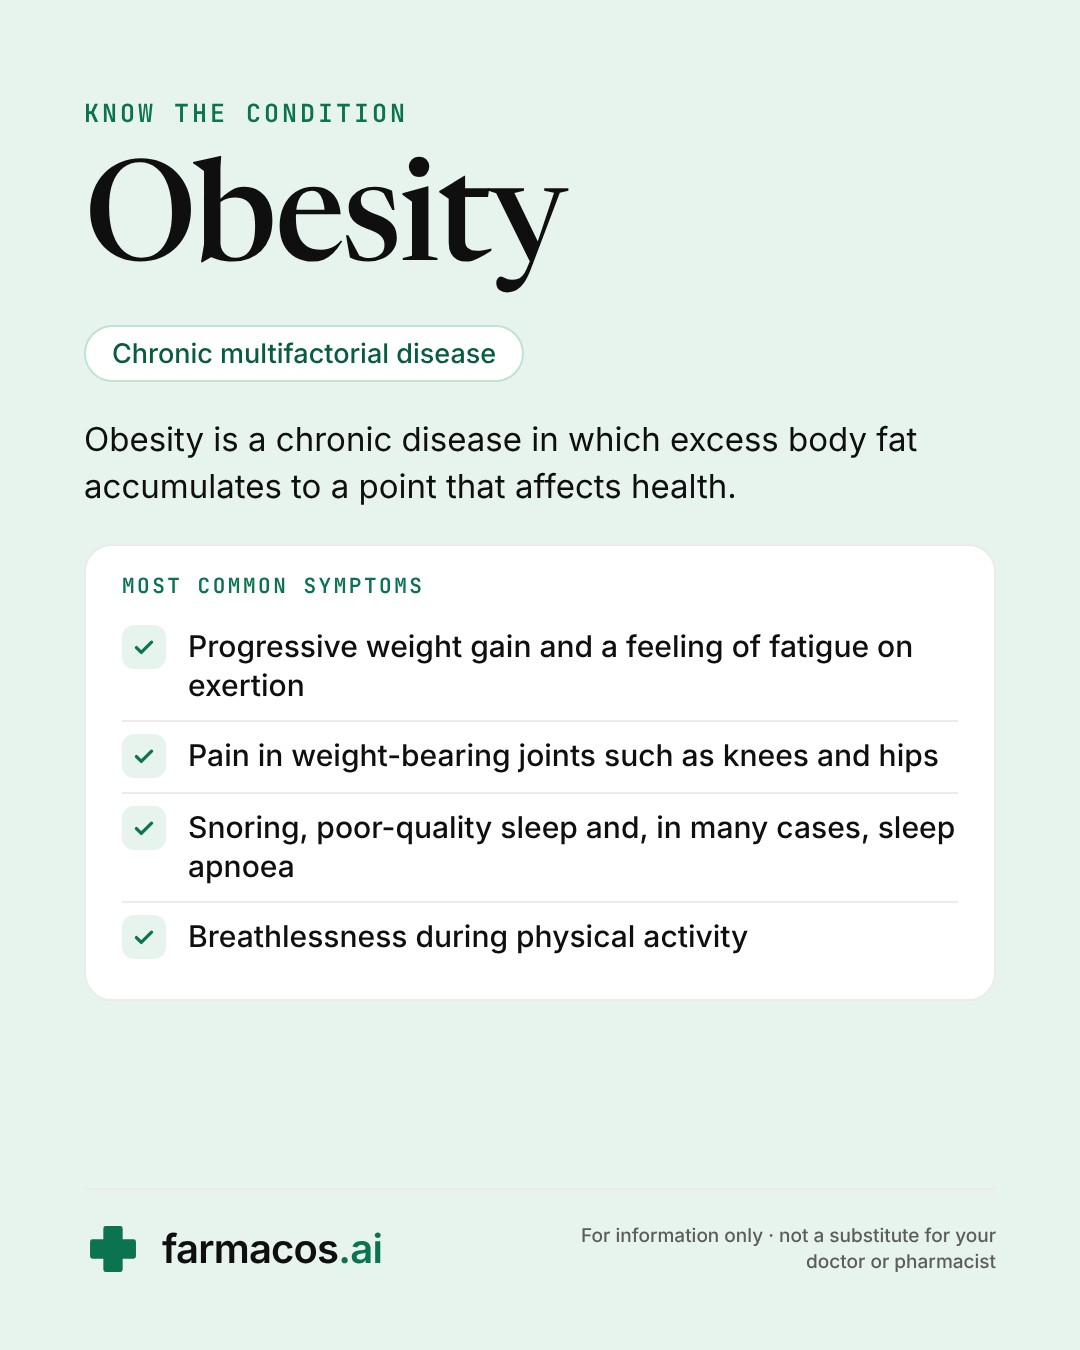 KNOW THE CONDITION
Obesity
Chronic multifactorial disease
Obesity is a chronic disease in which excess body fat
accumulates to a point that affects health.
MOST COMMON SYMPTOMS
Progressive weight gain and a feeling of fatigue on
exertion
Pain in weight-bearing joints such as knees and hips
Snoring, poor-quality sleep and, in many cases, sleep
apnoea
Breathlessness during physical activity
farmacos.ai
For information only · not a substitute for your
doctor or pharmacist